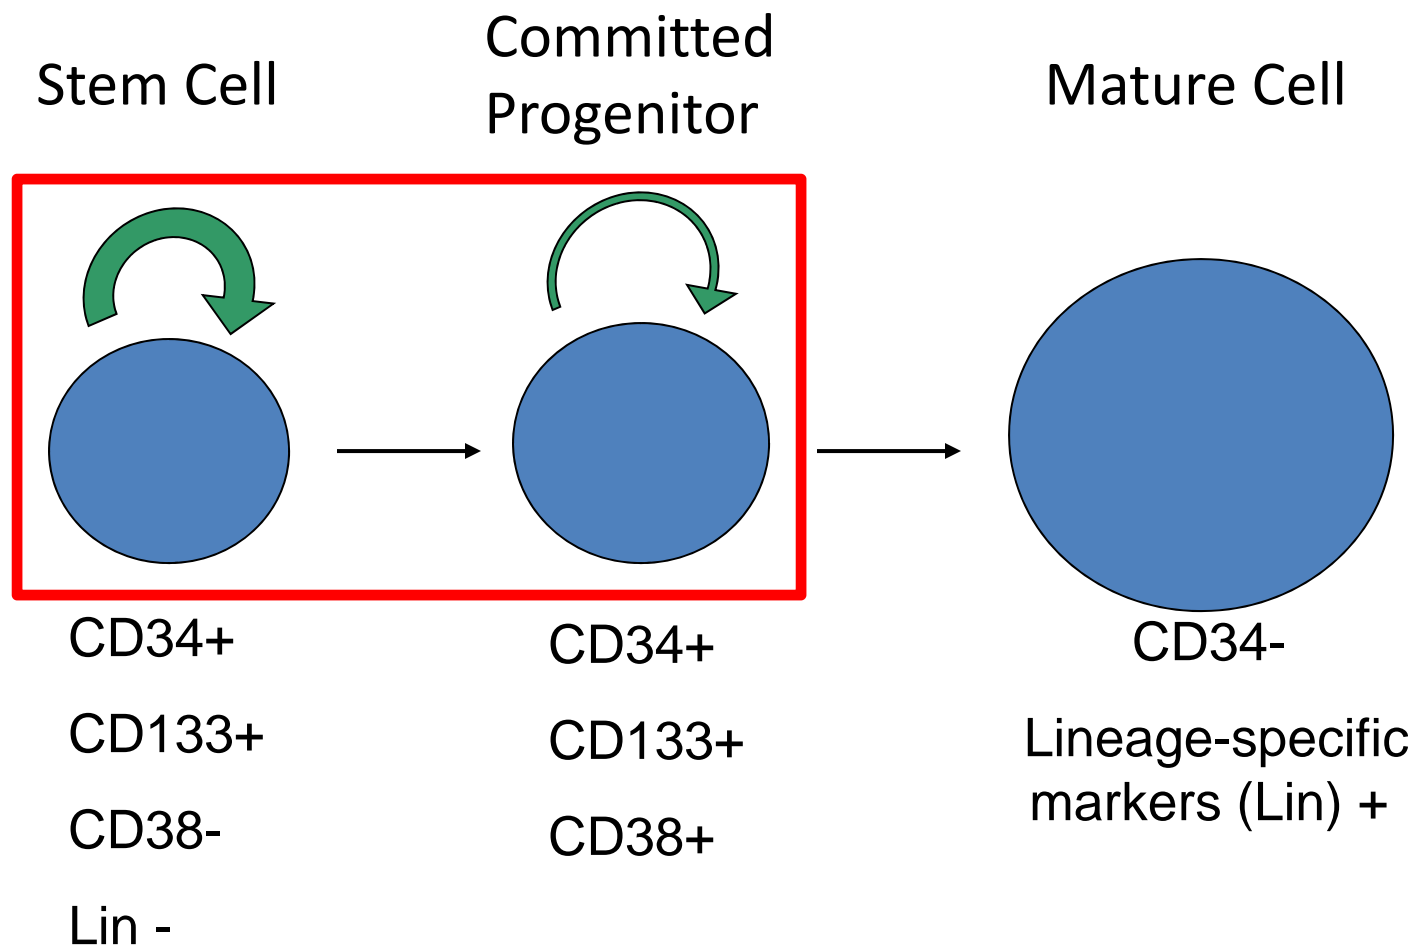 Stem Cell
Committed
Progenitor
Mature Cell
CD34+
CD133+
CD38-
Lin -
CD34+
CD133+
CD38+
CD34-
Lineage-specific
markers (Lin) +